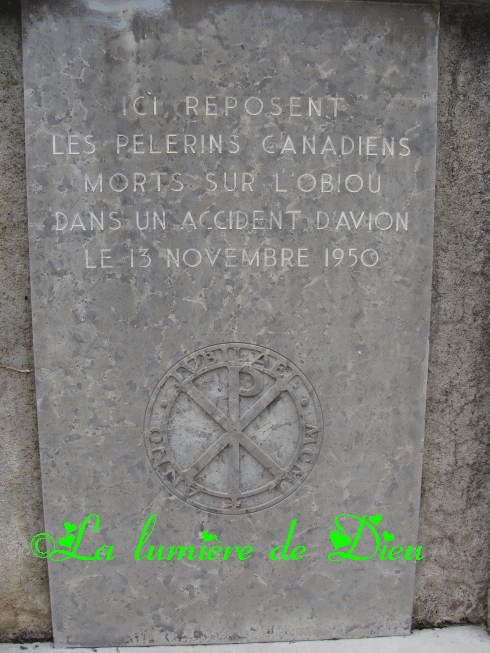 ICI REPOSENT
LES PELERINS CANADIENS
MORTS SUR L'OBIOU
DANS UN ACCIDENT D'AVION
LE 13 NOVEMBRE 1950
ANNO
©La lumière de Dieu